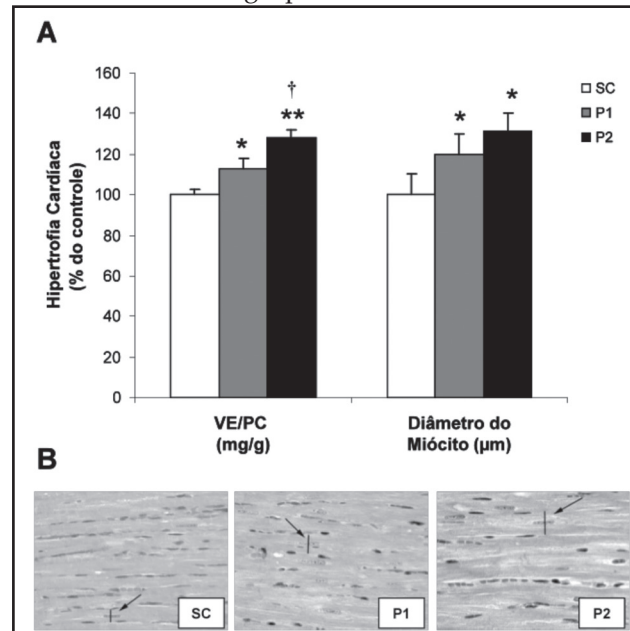 A
Hipertrofia Cardíaca
(% do controle)
160
140
120
100
80
60
40
20
0
*
**
†
*
*
SC
P1
P2
VE/PC
(mg/g)
Diâmetro do
Miócito (µm)
B
SC
P1
P2